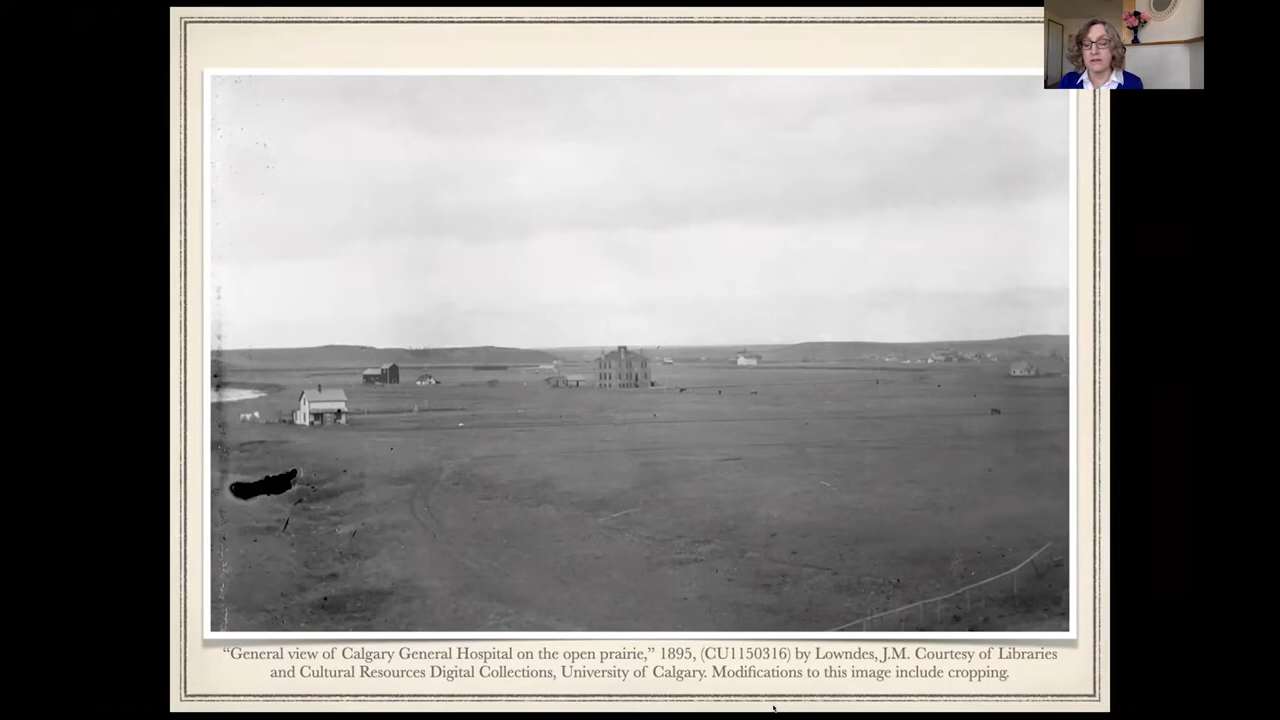 “General view of Calgary General Hospital on the open prairie,” 1895, (CU1150316) by Lowndes, J.M. Courtesy of Libraries
and Cultural Resources Digital Collections, University of Calgary. Modifications to this image include cropping.